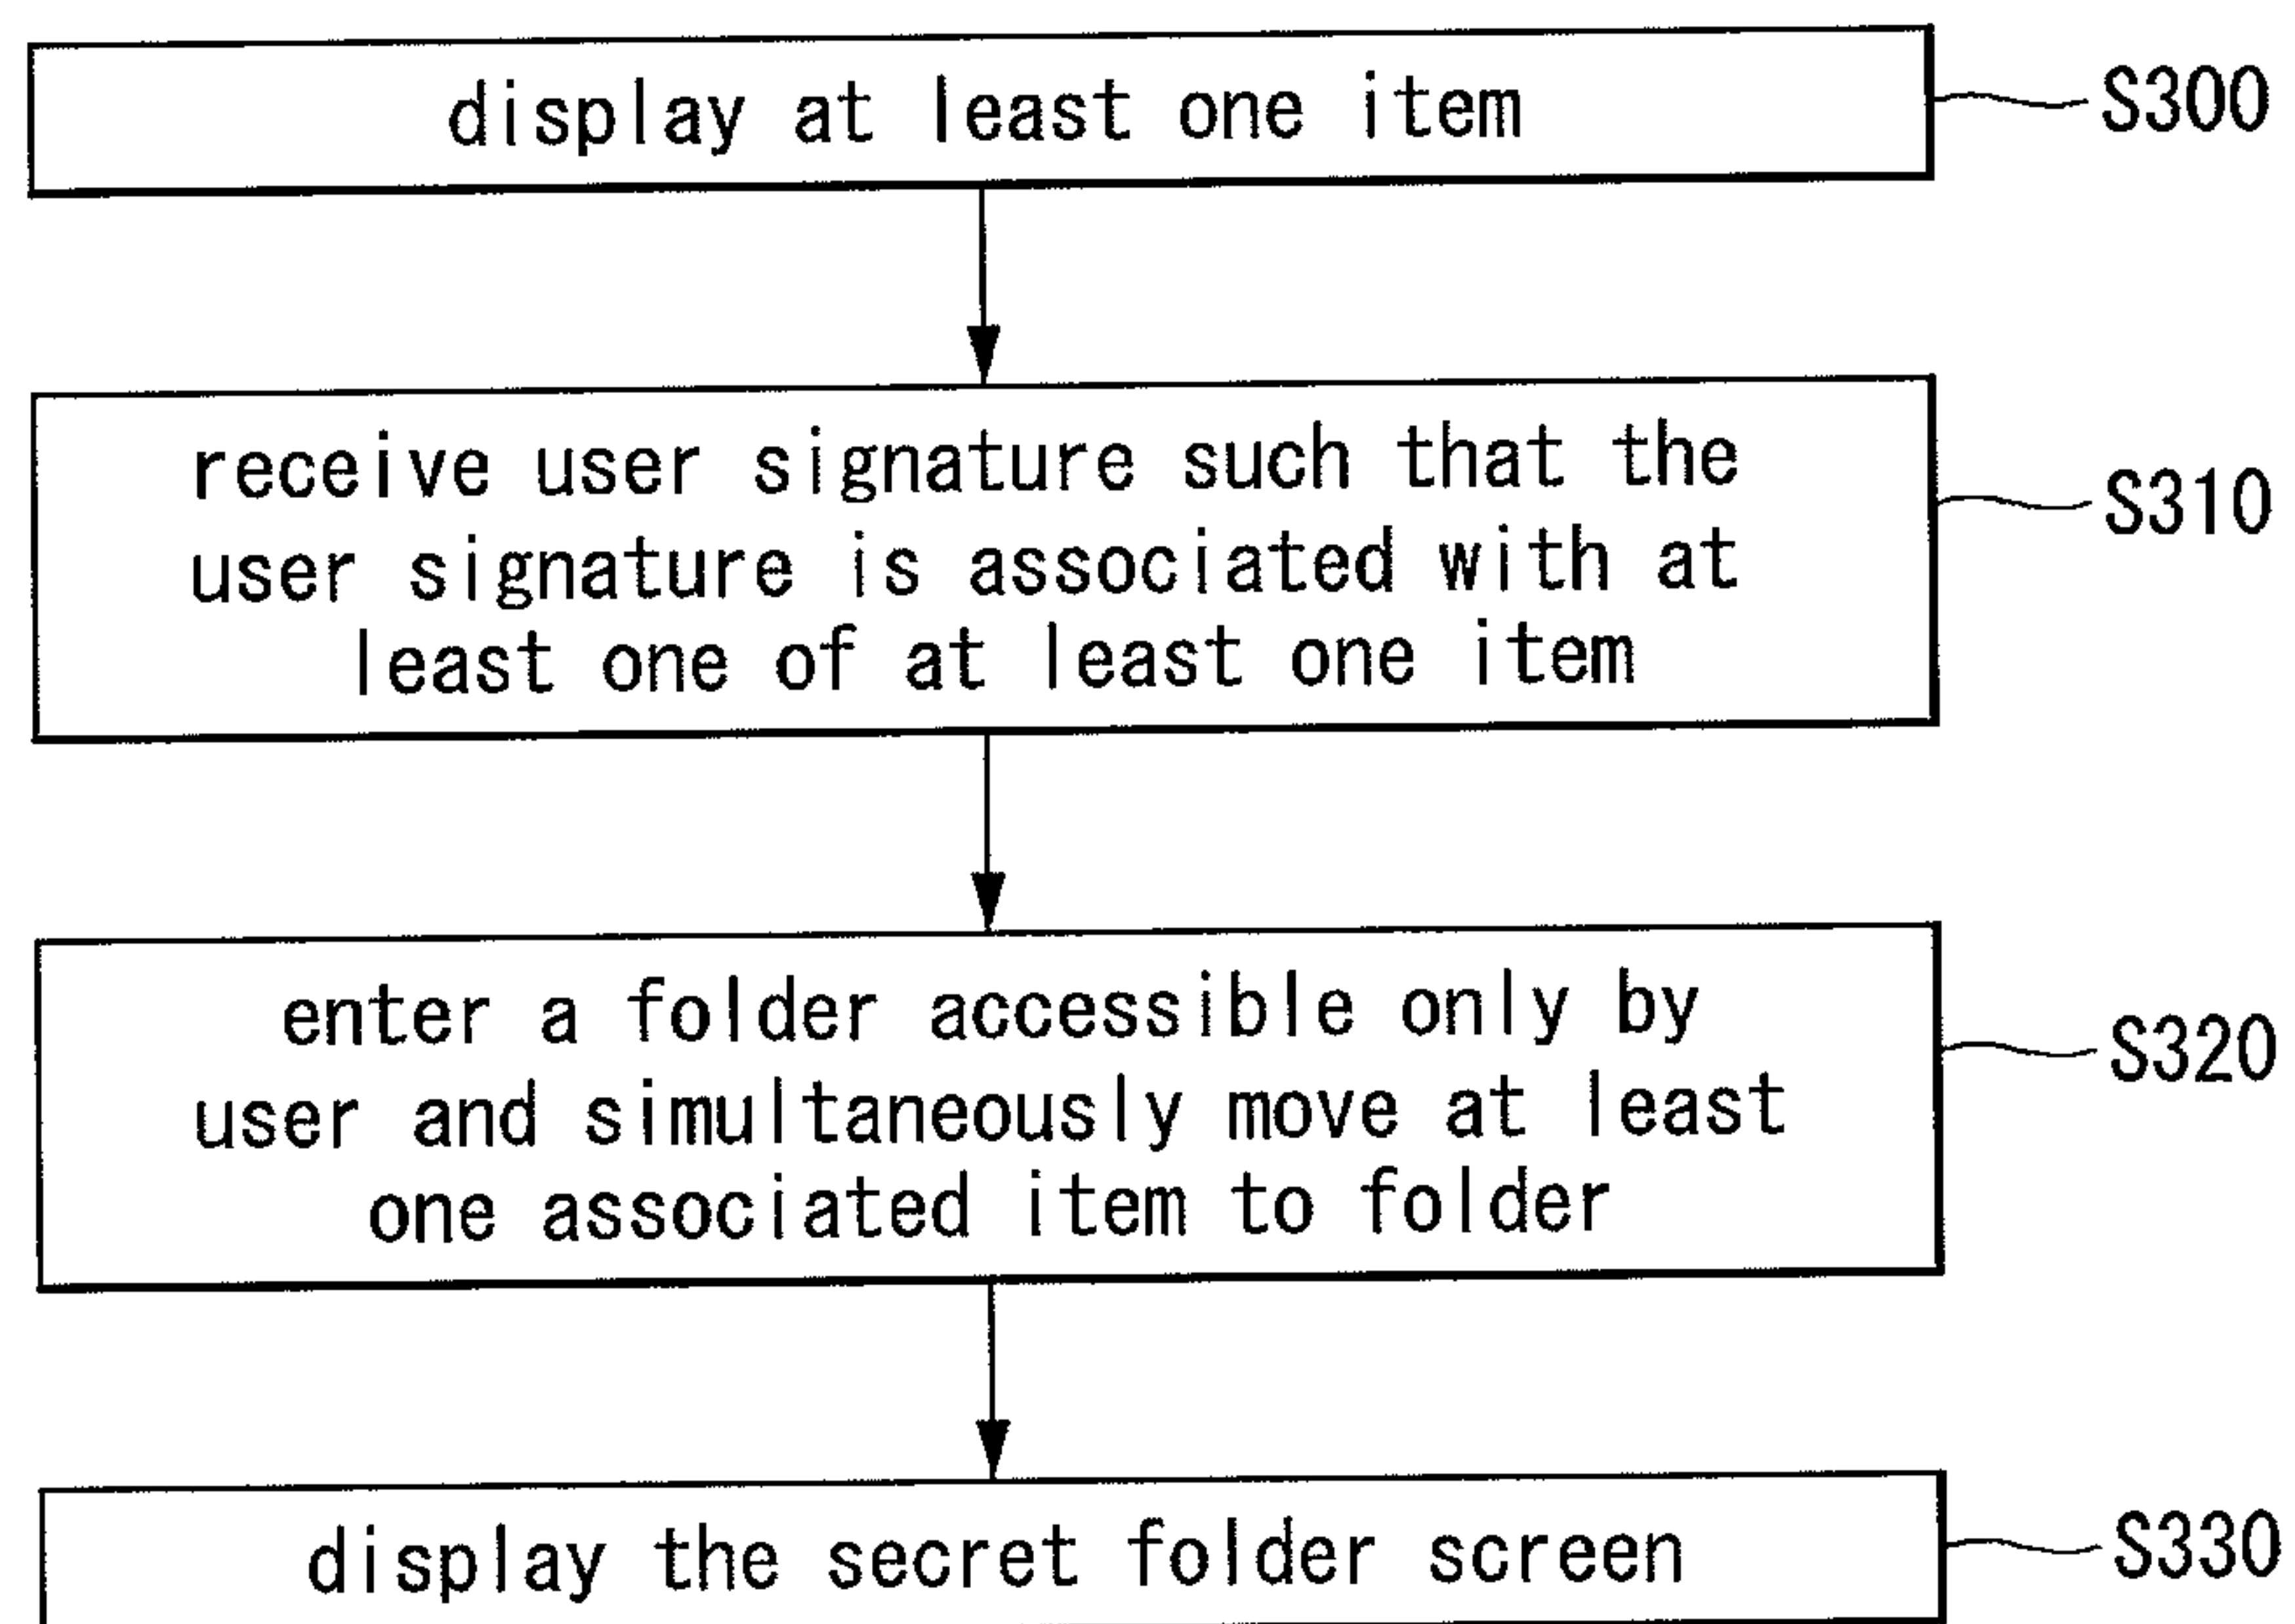 display at least one item
S300
receive user signature such that the
user signature is associated with at
least one of at least one item
S310
enter a folder accessible only by
user and simultaneously move at least
one associated item to folder
S320
display the secret folder screen
S330